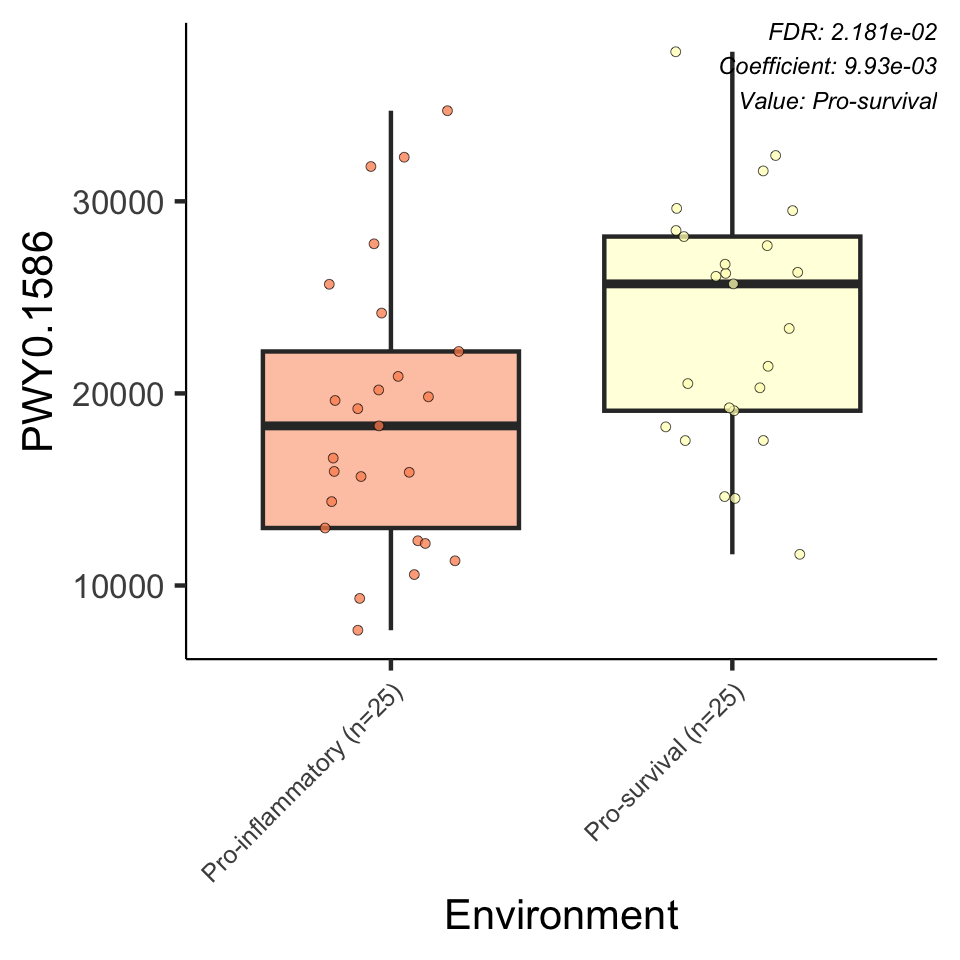 FDR: 2.181e-02
Coefficient: 9.93e-03
Value: Pro-survival
PWY0.1586
30000
20000
10000
Pro-inflammatory (n=25)
Pro-survival (n=25)
Environment